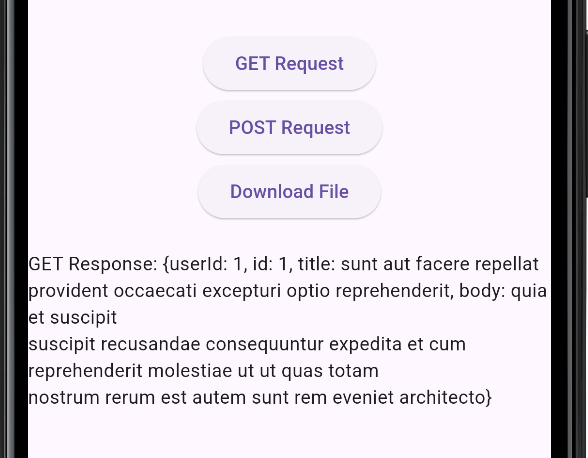 GET Request
POST Request
Download File
GET Response: {userId: 1, id: 1, title: sunt aut facere repellat
provident occaecati excepturi optio reprehenderit, body: quia
et suscipit
suscipit recusandae consequuntur expedita et cum
reprehenderit molestiae ut ut quas totam
nostrum rerum est autem sunt rem eveniet architecto}